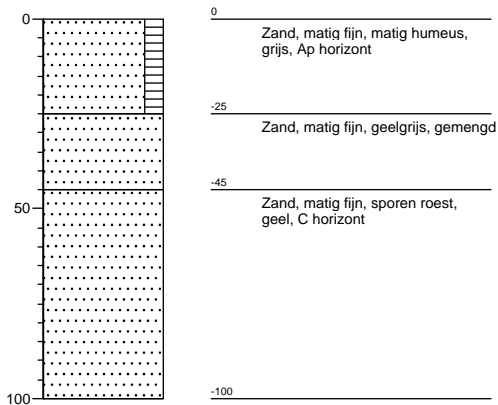 0
50
100
0
Zand, matig fijn, matig humeus,
grijs, Ap horizont
-25
Zand, matig fijn, geelgrijs, gemengd
-45
Zand, matig fijn, sporen roest,
geel, C horizont
-100